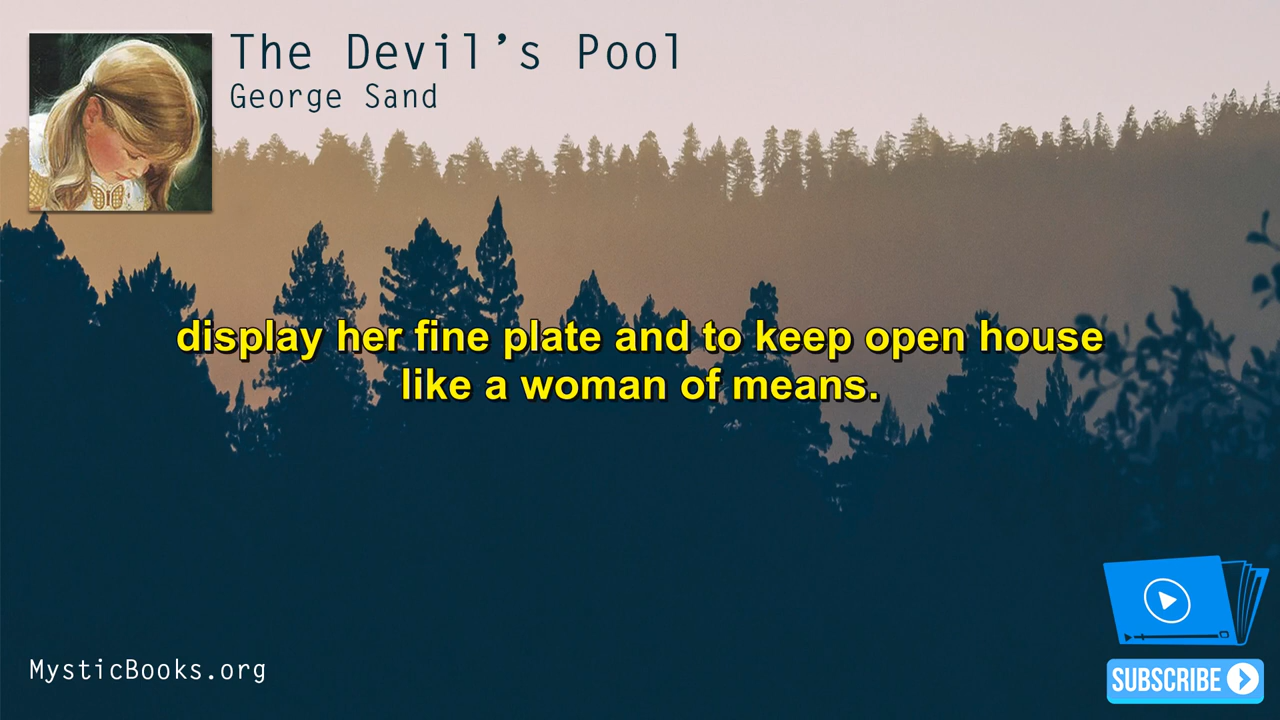 The Devil's Pool
George Sand
display her fine plate and to keep open house
like a woman of means.
MysticBooks.org
SUBSCRIBE